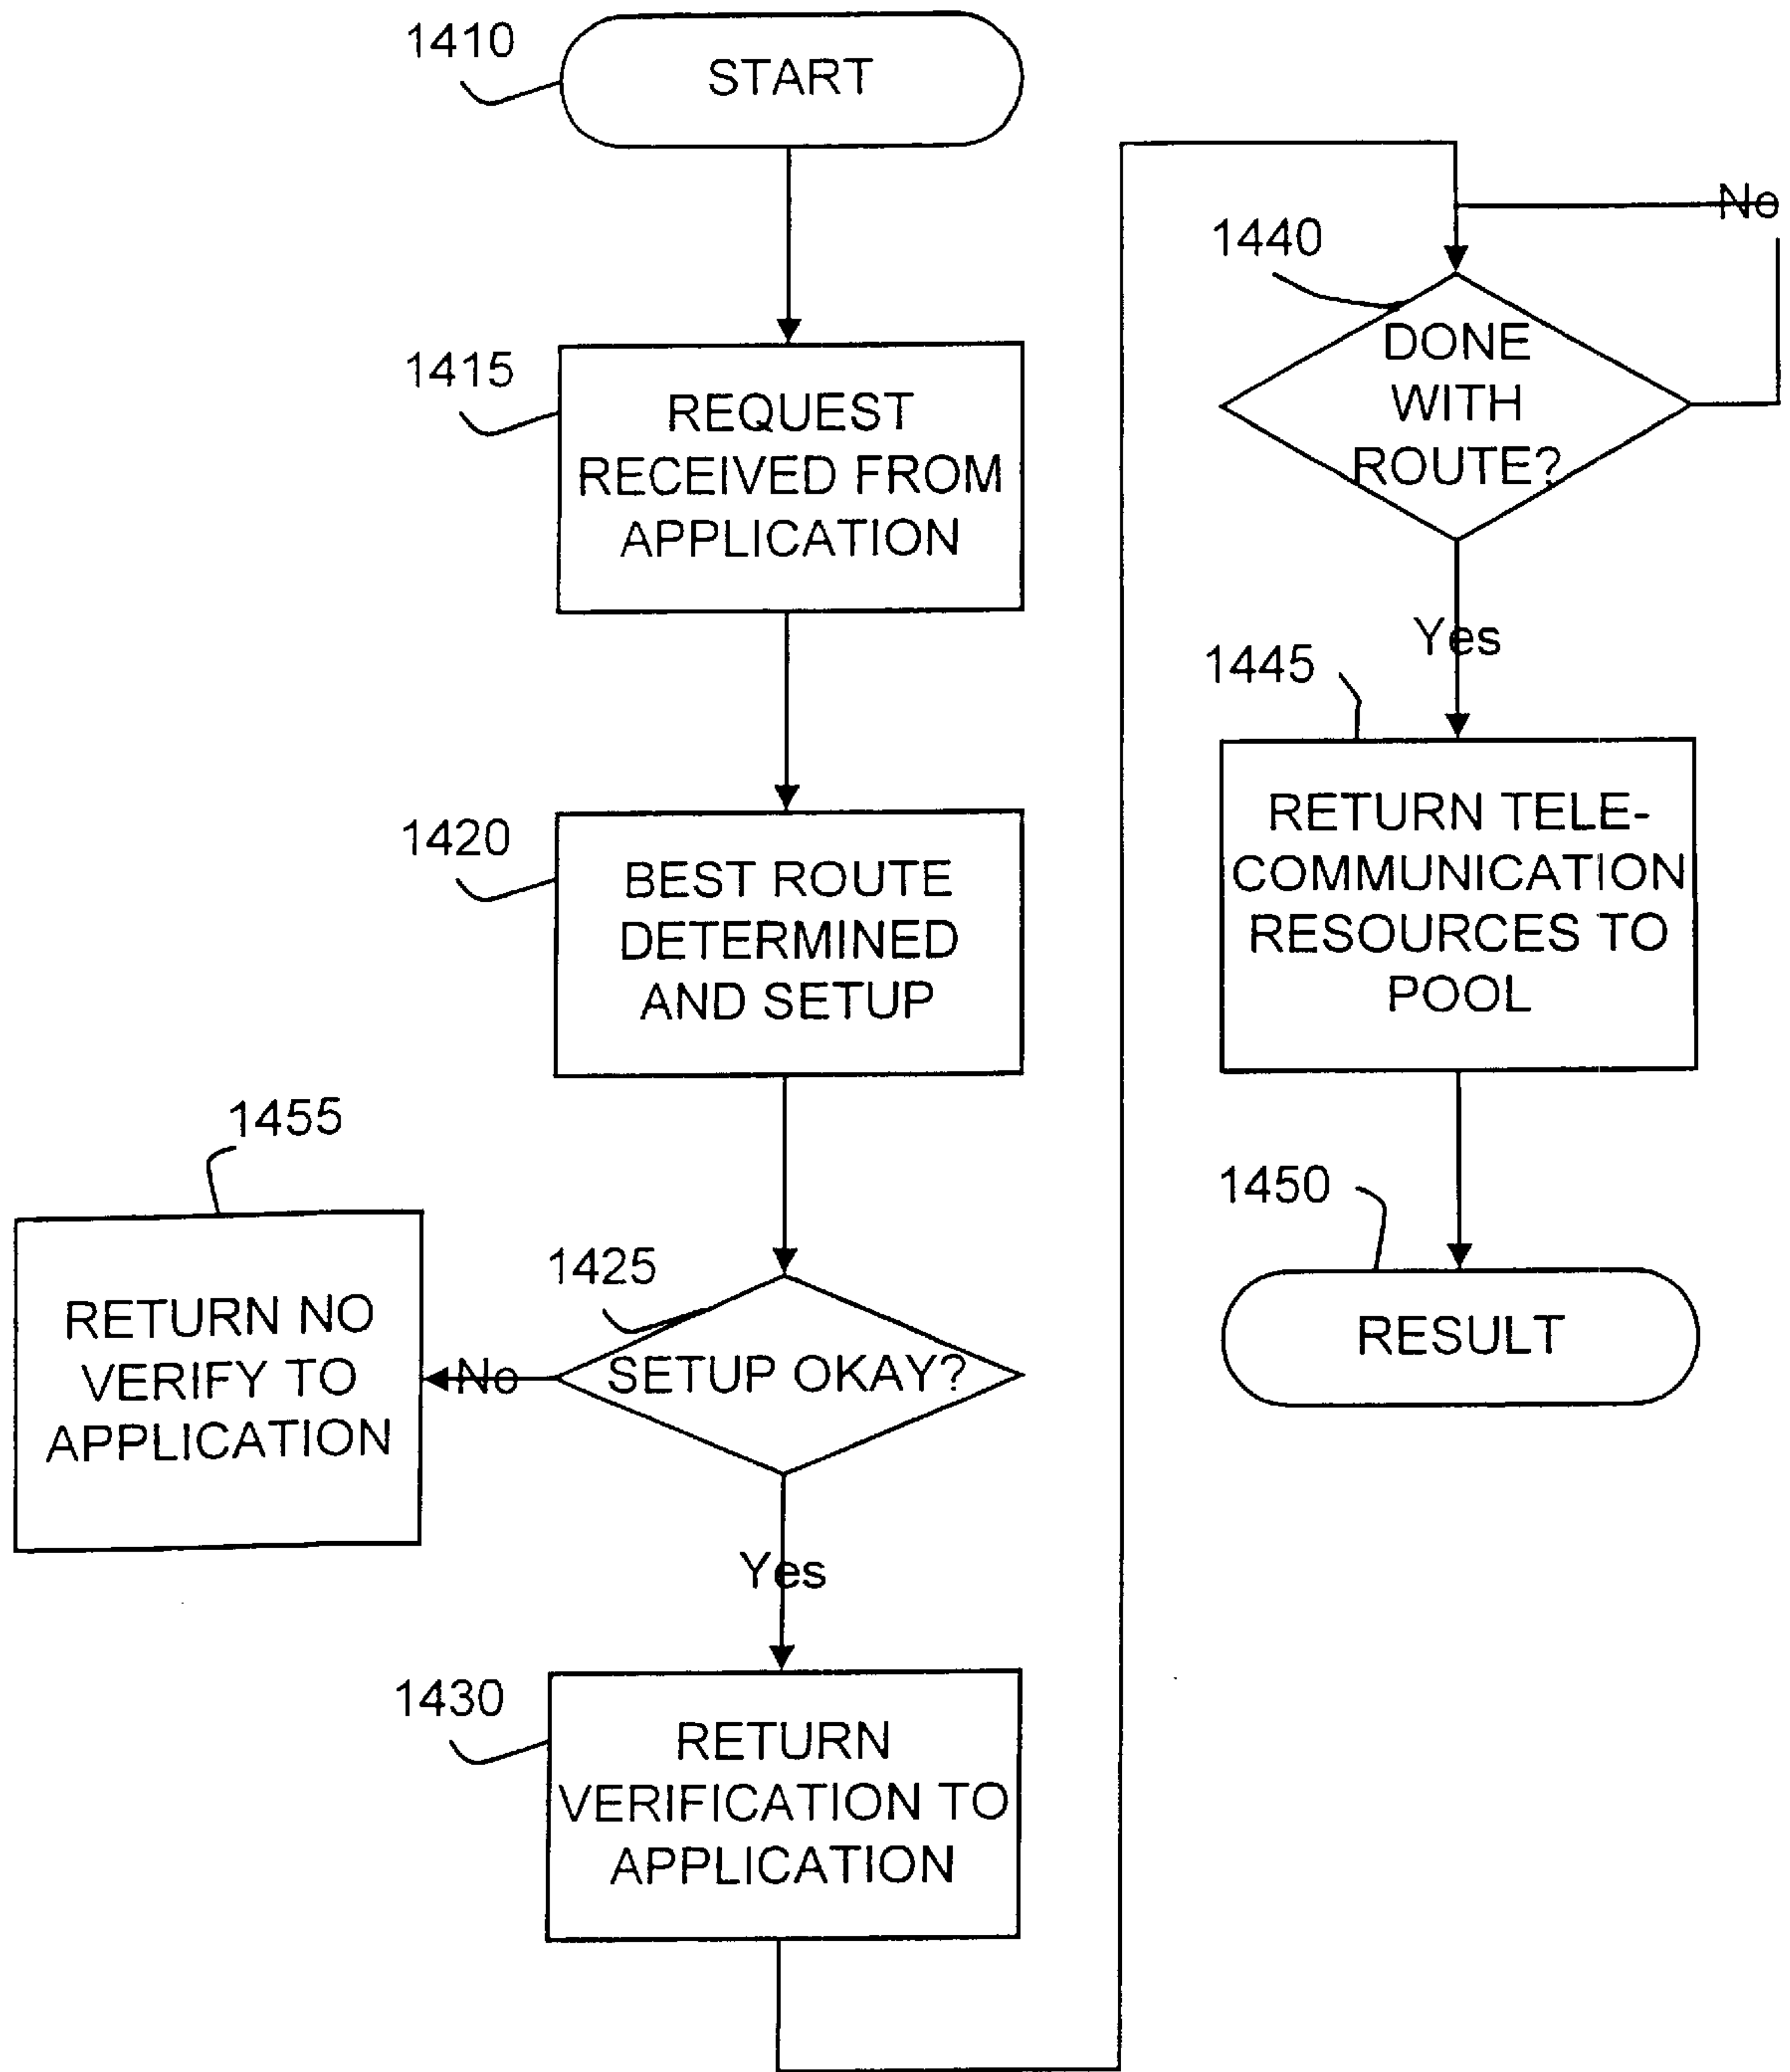 1410
START
1415
REQUEST
RECEIVED FROM
APPLICATION
1420
BEST ROUTE
DETERMINED
AND SETUP
1455
RETURN NO
VERIFY TO
APPLICATION
1425
SETUP OKAY?
No
Yes
1430
RETURN
VERIFICATION TO
APPLICATION
No
1440
DONE
WITH
ROUTE?
Yes
1445
RETURN TELE-
COMMUNICATION
RESOURCES TO
POOL
1450
RESULT